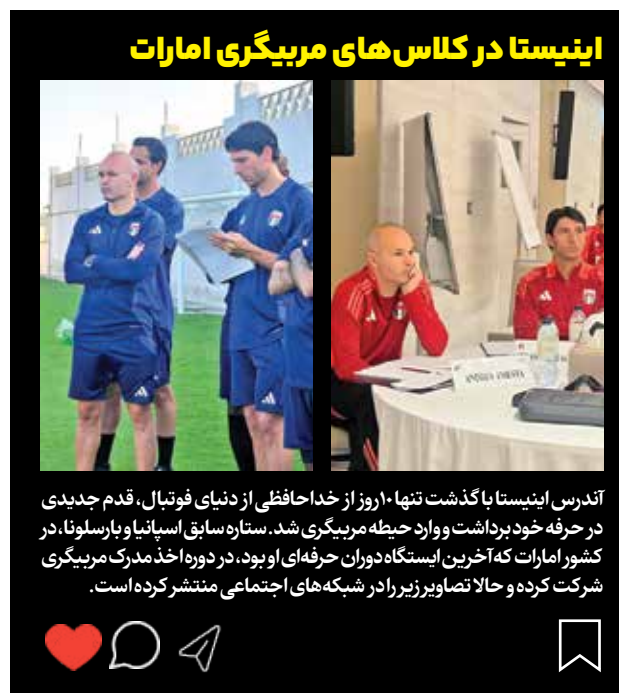 اینیستا در کلاس‌های مربیگری امارات
آندرس اینیستا با گذشت تنها ۱۰ روز از خداحافظی از دنیای فوتبال، قدم جدیدی
در حرفه خود برداشت و وارد حیطه مربیگری شد. ستاره سابق اسپانیا و بارسلونا، در
کشور امارات که آخرین ایستگاه دوران حرفه‌ای او بود، در دوره اخذ مدرک مربیگری
شرکت کرده و حالا تصاویر زیر را در شبکه‌های اجتماعی منتشر کرده است.